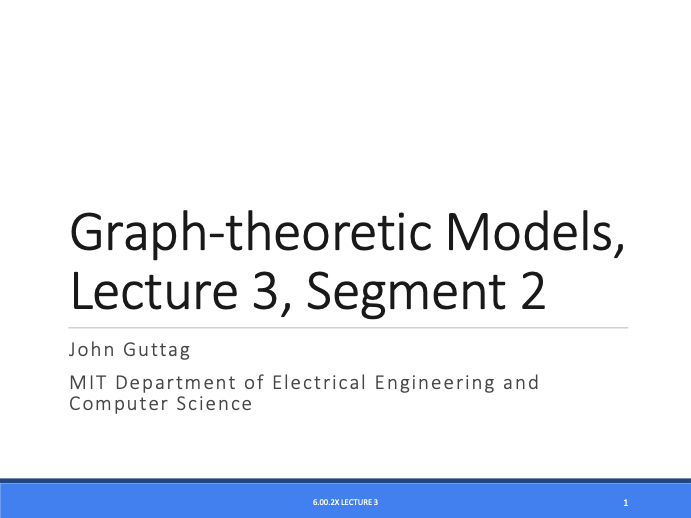 Graph-theoretic Models,
Lecture 3, Segment 2
John Guttag
MIT Department of Electrical Engineering and
Computer Science
6.00.2X LECTURE 3
1